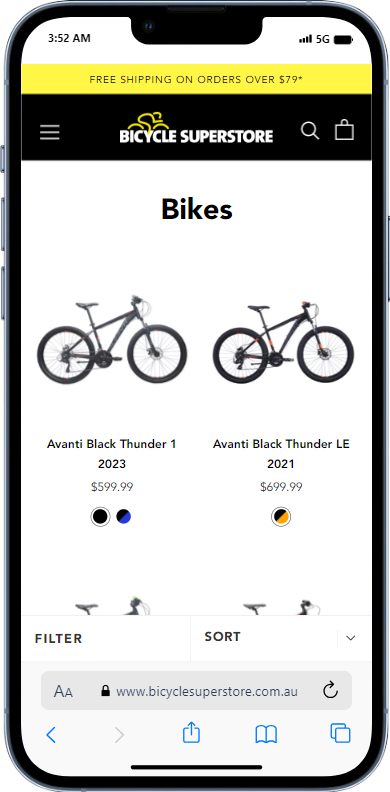 3:52 AM
5G
FREE SHIPPING ON ORDERS OVER $79*
BICYCLE SUPERSTORE
Bikes
Avanti Black Thunder 1
2023
$599.99
Avanti Black Thunder LE
2021
$699.99
FILTER
SORT
AA
www.bicyclesuperstore.com.au